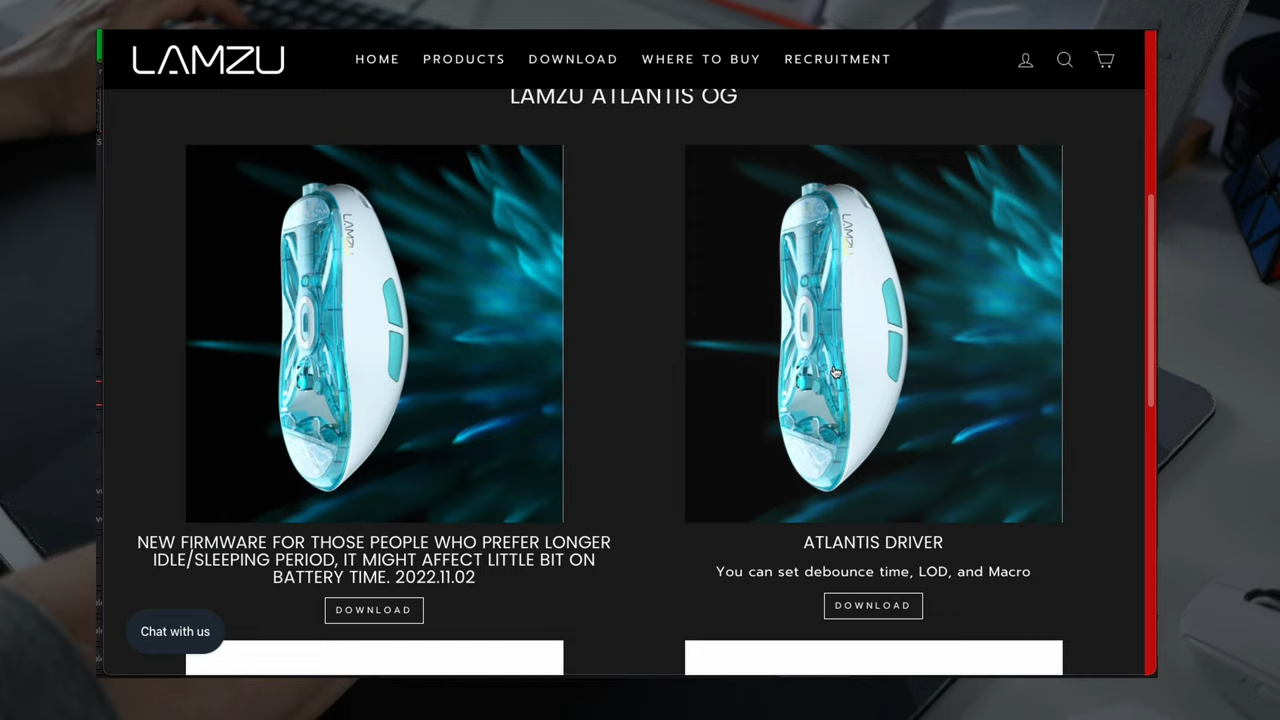 LAMZU
HOME PRODUCTS DOWNLOAD WHERE TO BUY RECRUITMENT
LAMZU ATLANTIS OG
LAMZU
LAMZU
NEW FIRMWARE FOR THOSE PEOPLE WHO PREFER LONGER
IDLE/SLEEPING PERIOD, IT MIGHT AFFECT LITTLE BIT ON
BATTERY TIME. 2022.11.02
DOWNLOAD
ATLANTIS DRIVER
You can set debounce time, LOD, and Macro
DOWNLOAD
Chat with us